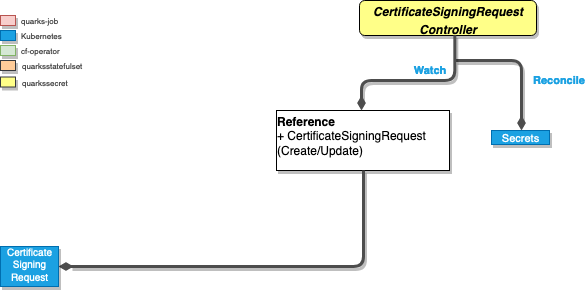 quarks-job
Kubernetes
cf-operator
quarksstatefulset
quarkssecret
CertificateSigningRequest
Controller
Watch
Reconcile
Reference
+ CertificateSigningRequest
(Create/Update)
Secrets
Certificate
Signing
Request